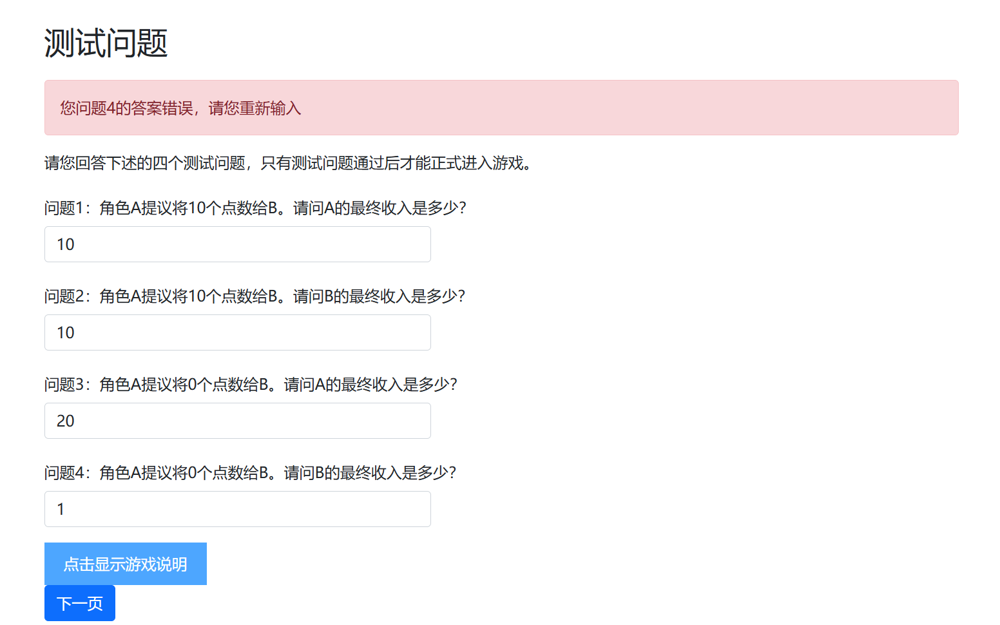 测试问题
您问题4的答案错误，请您重新输入
请您回答下述的四个测试问题，只有测试问题通过后才能正式进入游戏。
问题1：角色A提议将10个点数给B。请问A的最终收入是多少？
10
问题2：角色A提议将10个点数给B。请问B的最终收入是多少？
10
问题3：角色A提议将0个点数给B。请问A的最终收入是多少？
20
问题4：角色A提议将0个点数给B。请问B的最终收入是多少？
1
点击显示游戏说明
下一页